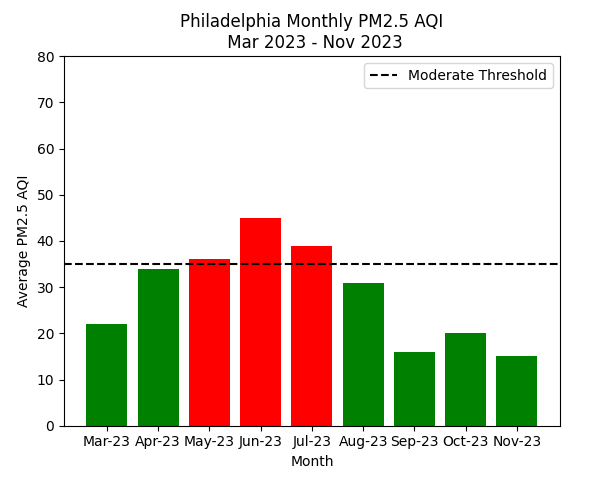 Philadelphia Monthly PM2.5 AQI
Mar 2023 - Nov 2023
Moderate Threshold
Average PM2.5 AQI
80
70
60
50
40
30
20
10
0
Mar-23 Apr-23 May-23 Jun-23 Jul-23 Aug-23 Sep-23 Oct-23 Nov-23
Month